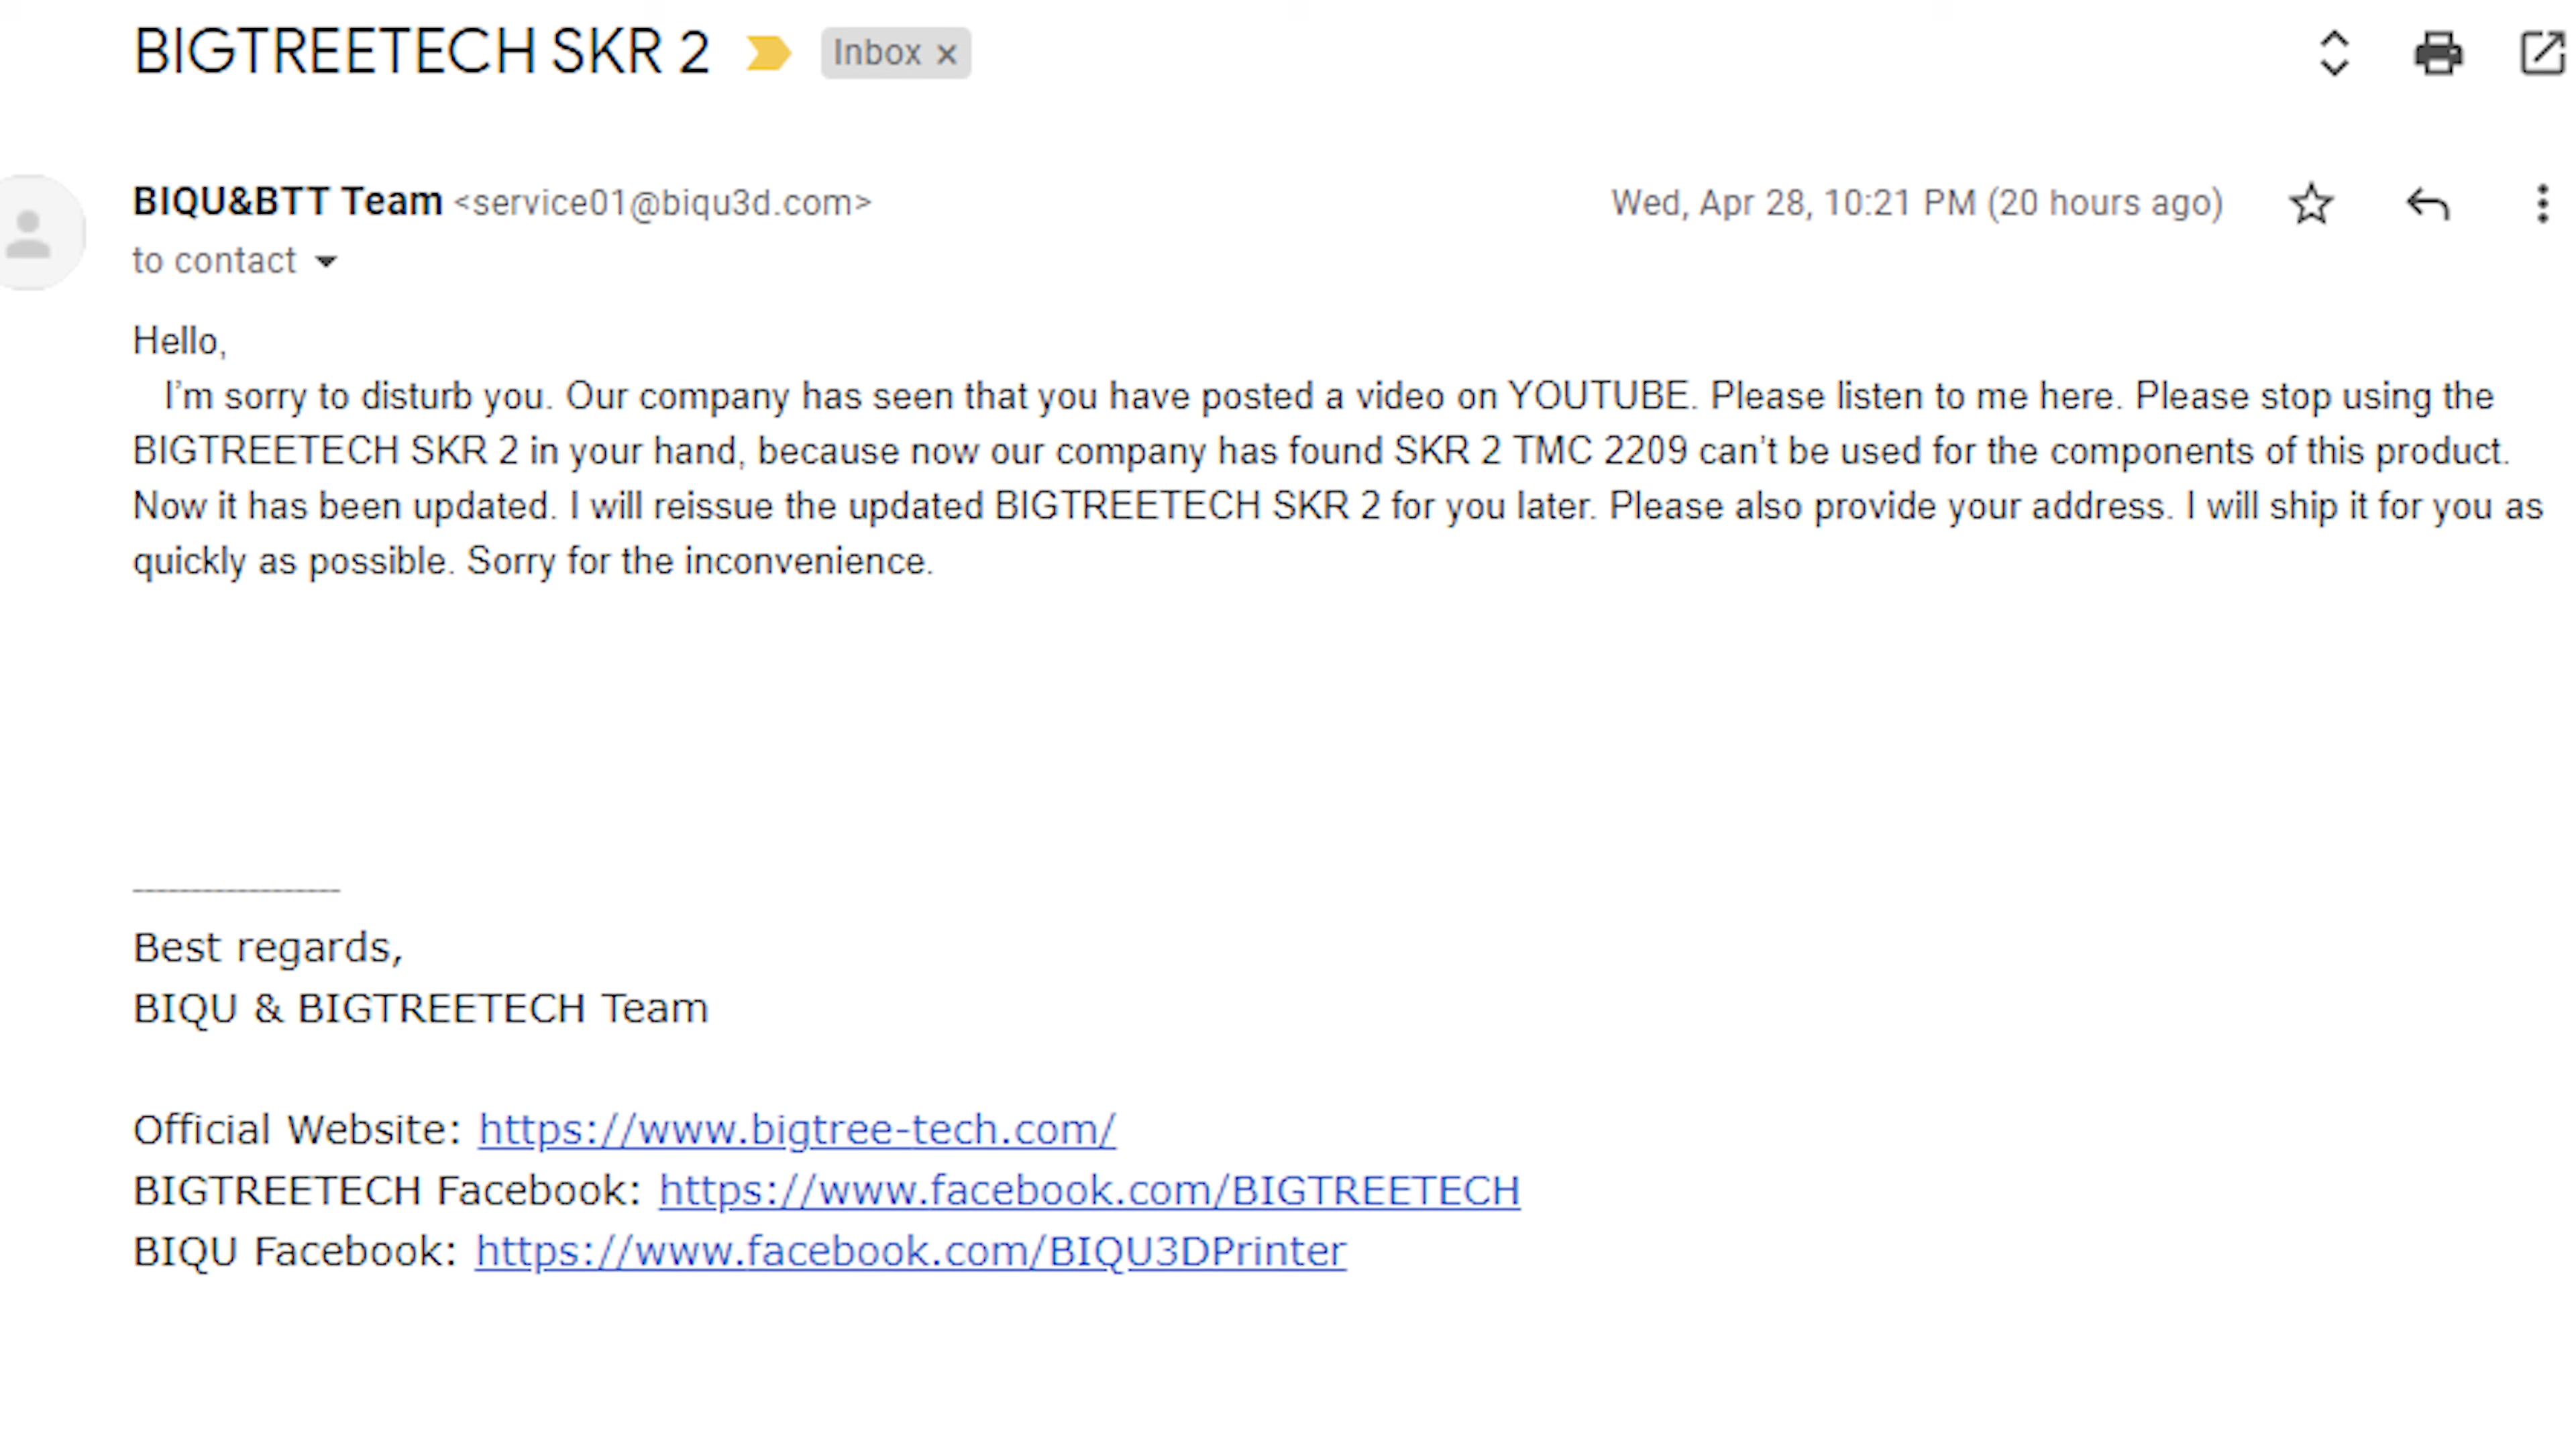 BIGTREETECH SKR 2 Inbox ×
BIQU&BTT Team <service01@biqu3d.com> Wed, Apr 28, 10:21 PM (20 hours ago)
to contact
Hello,
I'm sorry to disturb you. Our company has seen that you have posted a video on YOUTUBE. Please listen to me here. Please stop using the
BIGTREETECH SKR 2 in your hand, because now our company has found SKR 2 TMC 2209 can't be used for the components of this product.
Now it has been updated. I will reissue the updated BIGTREETECH SKR 2 for you later. Please also provide your address. I will ship it for you as
quickly as possible. Sorry for the inconvenience.
Best regards,
BIQU & BIGTREETECH Team
Official Website: https://www.bigtree-tech.com/
BIGTREETECH Facebook: https://www.facebook.com/BIGTREETECH
BIQU Facebook: https://www.facebook.com/BIQU3DPrinter